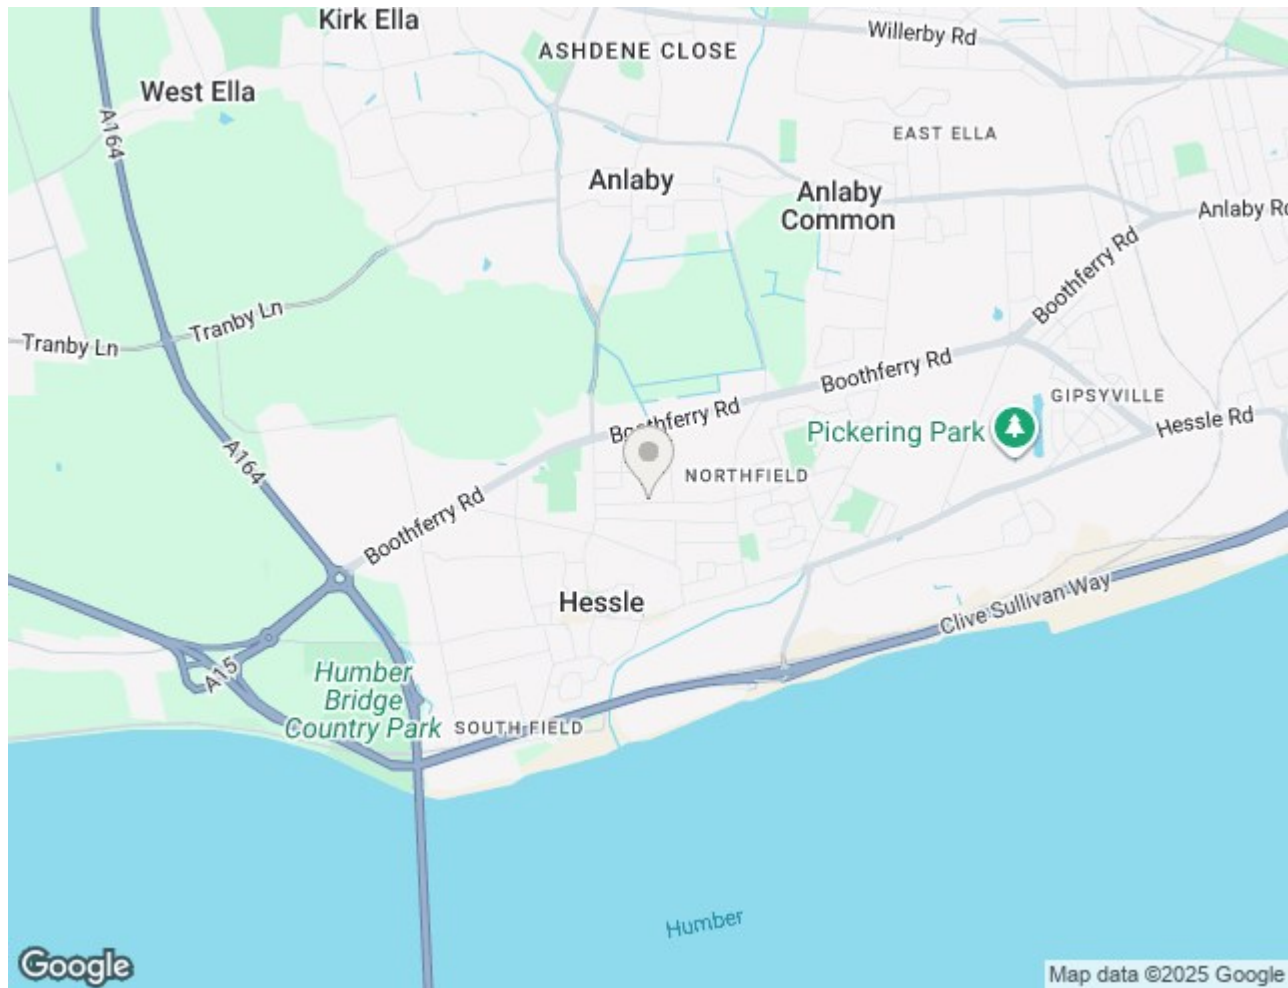 Kirk Ella
Willerby Rd
ASHDENE CLOSE
West Ella
A164
EAST ELLA
Anlaby
Anlaby
Common
Anlaby Rd
Boothferry Rd
Tranby Ln
Tranby Ln
Boothferry Rd
GIPSYVILLE
Boothferry Rd
Hessle Rd
Pickering Park
A164
NORTHFIELD
Boothferry Rd
Hessle
Clive Sullivan Way
A15
Humber
Bridge
Country Park
SOUTH FIELD
Humber
Google
Map data ©2025 Google